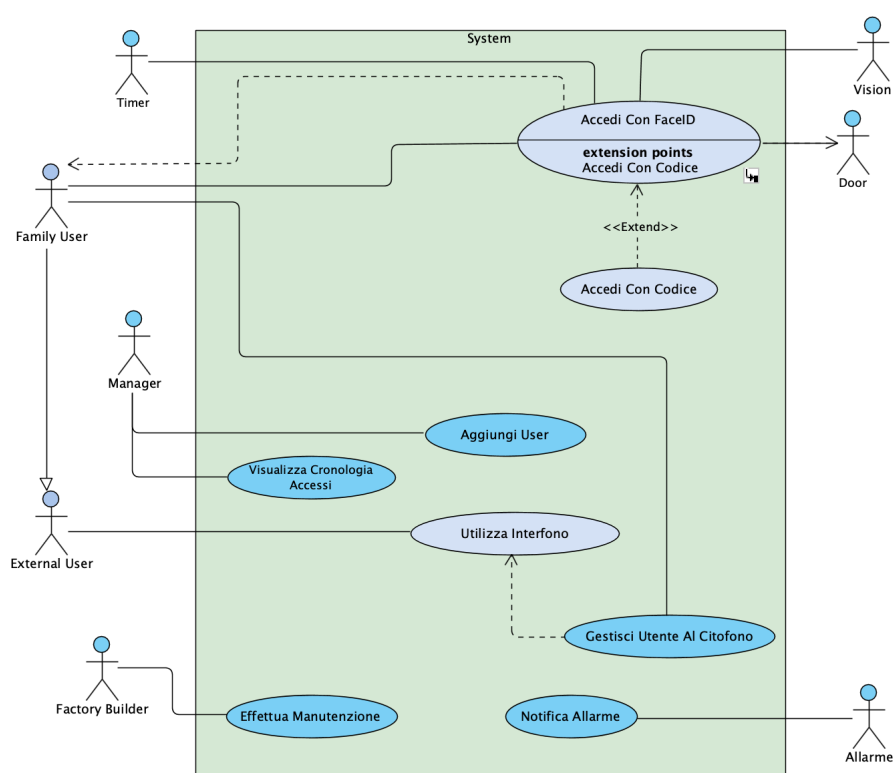 System
Timer
Vision
Accedi Con FaceID
extension points
Accedi Con Codice
Door
Family User
<<Extend>>
Accedi Con Codice
Manager
Aggiungi User
Visualizza Cronologia
Accessi
Utilizza Interfono
External User
Gestisci Utente Al Citofono
Factory Builder
Effettua Manutenzione
Notifica Allarme
Allarme